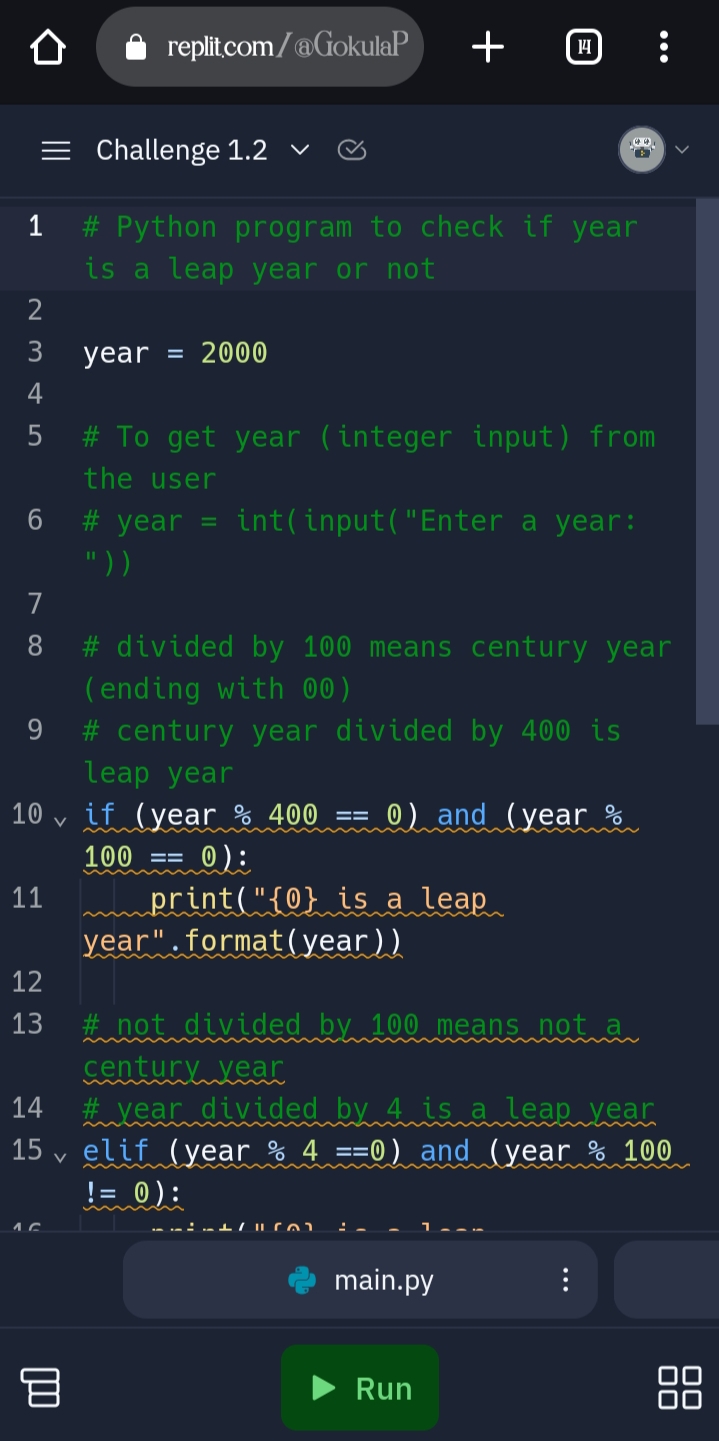 replit.com/@GokulaP
14
Challenge 1.2
1 # Python program to check if year
is a leap year or not
2
3 year = 2000
4
5 # To get year (integer input) from
the user
6 # year = int(input("Enter a year:
"))
7
8 # divided by 100 means century year
(ending with 00)
9 # century year divided by 400 is
leap year
10 if (year % 400 == 0) and (year %
100 == 0):
11 print("{0} is a leap
year".format(year))
12
13 # not divided by 100 means not a
century year
14 # year divided by 4 is a leap year
15 elif (year % 4 ==0) and (year % 100
!= 0):
16 print("{0} is a leap
main.py
Run